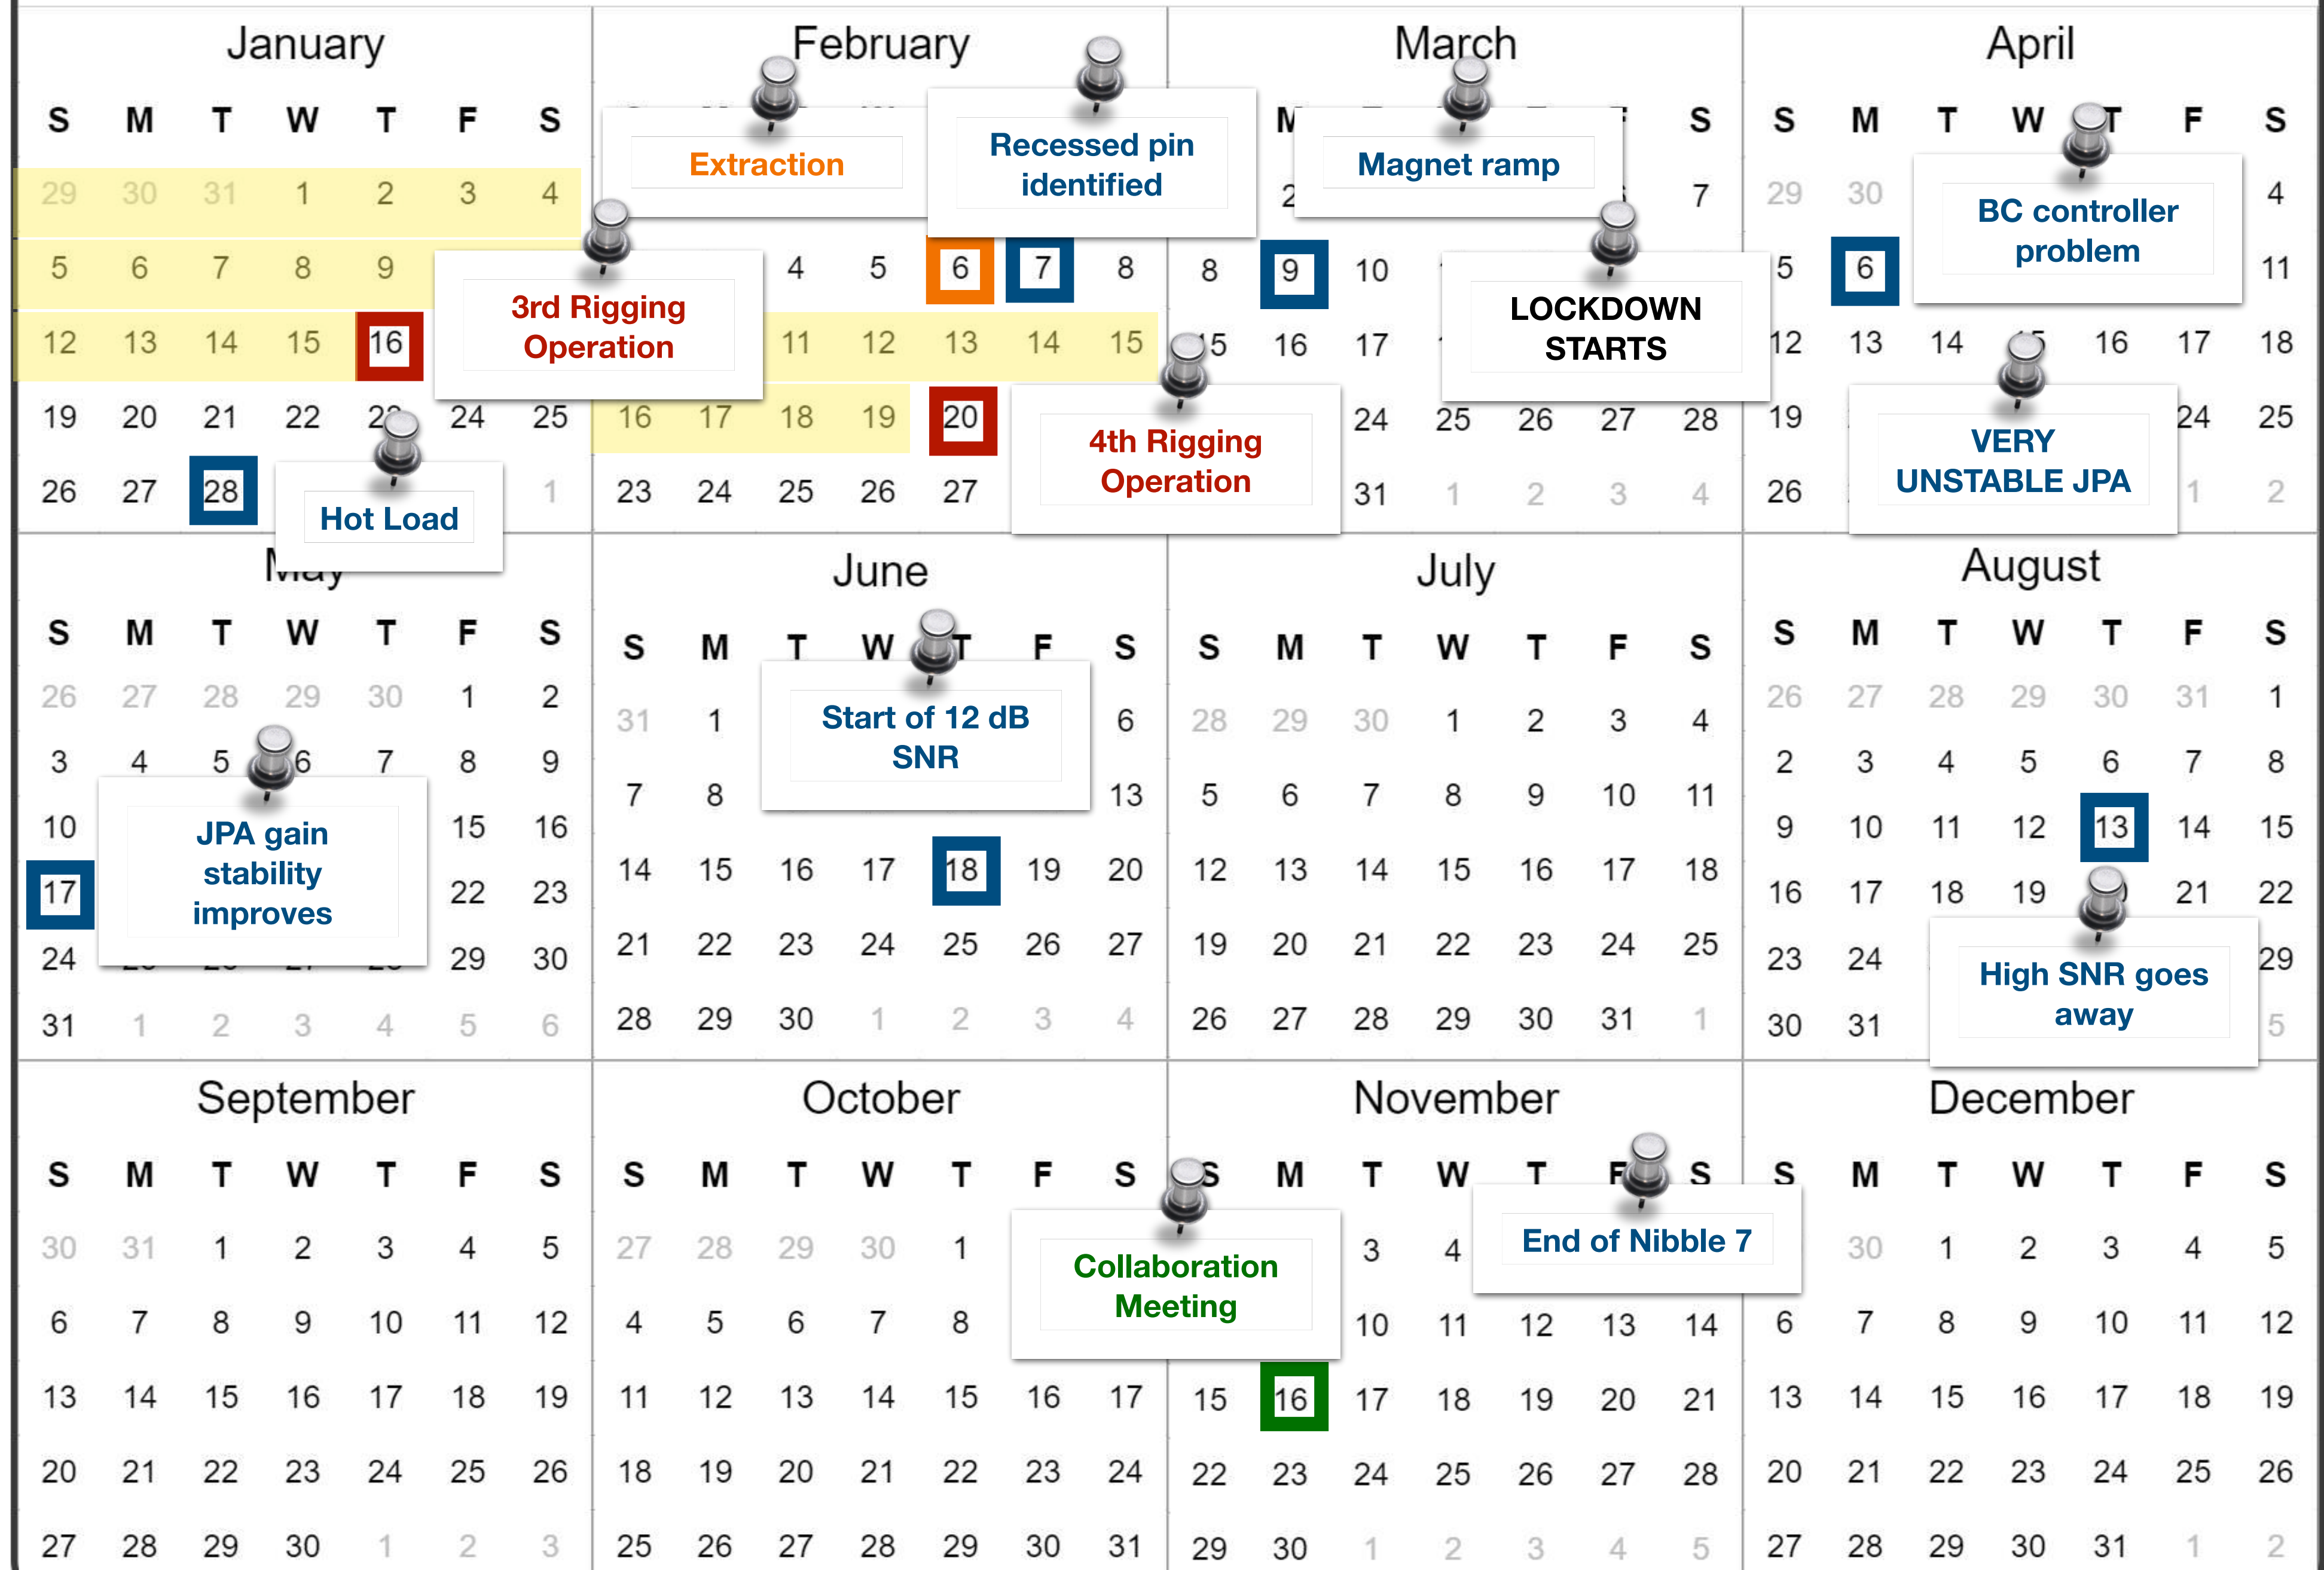 January
S M T W T F S
29 30 31 1 2 3 4
5 6 7 8 9
12 13 14 15 16
19 20 21 22 24 25
26 27 28 1
3rd Rigging
Operation
Hot Load
February
Extraction
Recessed pin
identified
4 5 6 7 8
11 12 13 14 15
16 17 18 19 20
23 24 25 26 27
4th Rigging
Operation
March
S
Magnet ramp
7
8 9 10
LOCKDOWN
STARTS
15 16 17
24 25 26 27 28
31 1 2 3 4
April
S M T W T F S
29 30 4
BC controller
problem
5 6 11
12 13 14 15 16 17 18
19 24 25
VERY
UNSTABLE JPA
26 1 2
May
S M T W T F S
26 27 28 29 30 1 2
3 4 5 6 7 8 9
10 15 16
JPA gain
stability
improves
17 22 23
24 29 30
31 1 2 3 4 5 6
June
S M T W T F S
31 1 6
Start of 12 dB
SNR
7 8 13
14 15 16 17 18 19 20
21 22 23 24 25 26 27
28 29 30 1 2 3 4
July
S M T W T F S
28 29 30 1 2 3 4
5 6 7 8 9 10 11
12 13 14 15 16 17 18
19 20 21 22 23 24 25
26 27 28 29 30 31 1
August
S M T W T F S
26 27 28 29 30 31 1
2 3 4 5 6 7 8
9 10 11 12 13 14 15
16 17 18 19 21 22
23 24 29
High SNR goes
away
30 31 5
September
S M T W T F S
30 31 1 2 3 4 5
6 7 8 9 10 11 12
13 14 15 16 17 18 19
20 21 22 23 24 25 26
27 28 29 30 1 2 3
October
S M T W T F S
27 28 29 30 1
4 5 6 7 8
11 12 13 14 15 16 17
18 19 20 21 22 23 24
25 26 27 28 29 30 31
Collaboration
Meeting
November
S M T W T F S
3 4
End of Nibble 7
10 11 12 13 14
15 16 17 18 19 20 21
22 23 24 25 26 27 28
29 30 1 2 3 4 5
December
S M T W T F S
30 1 2 3 4 5
6 7 8 9 10 11 12
13 14 15 16 17 18 19
20 21 22 23 24 25 26
27 28 29 30 31 1 2